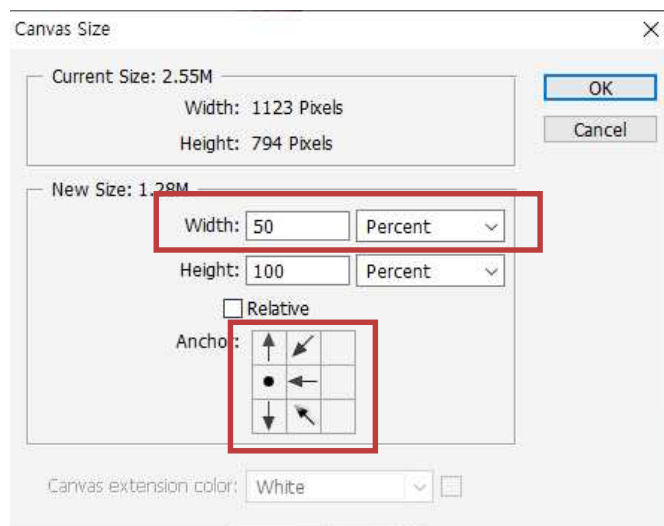 Canvas Size
Current Size: 2.55M
OK
Width: 1123 Pixels
Cancel
Height: 794 Pixels
New Size: 1.28M
Width: 50 Percent
Height: 100 Percent
Relative
Anchor:
Canvas extension color: White